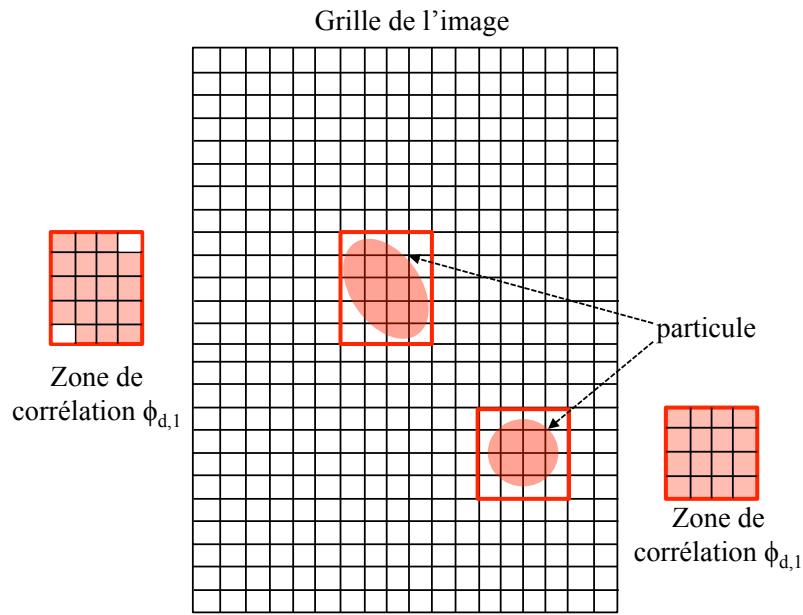 Grille de l’image
particule
Zone de
corrélation ϕd,1
Zone de
corrélation ϕd,1